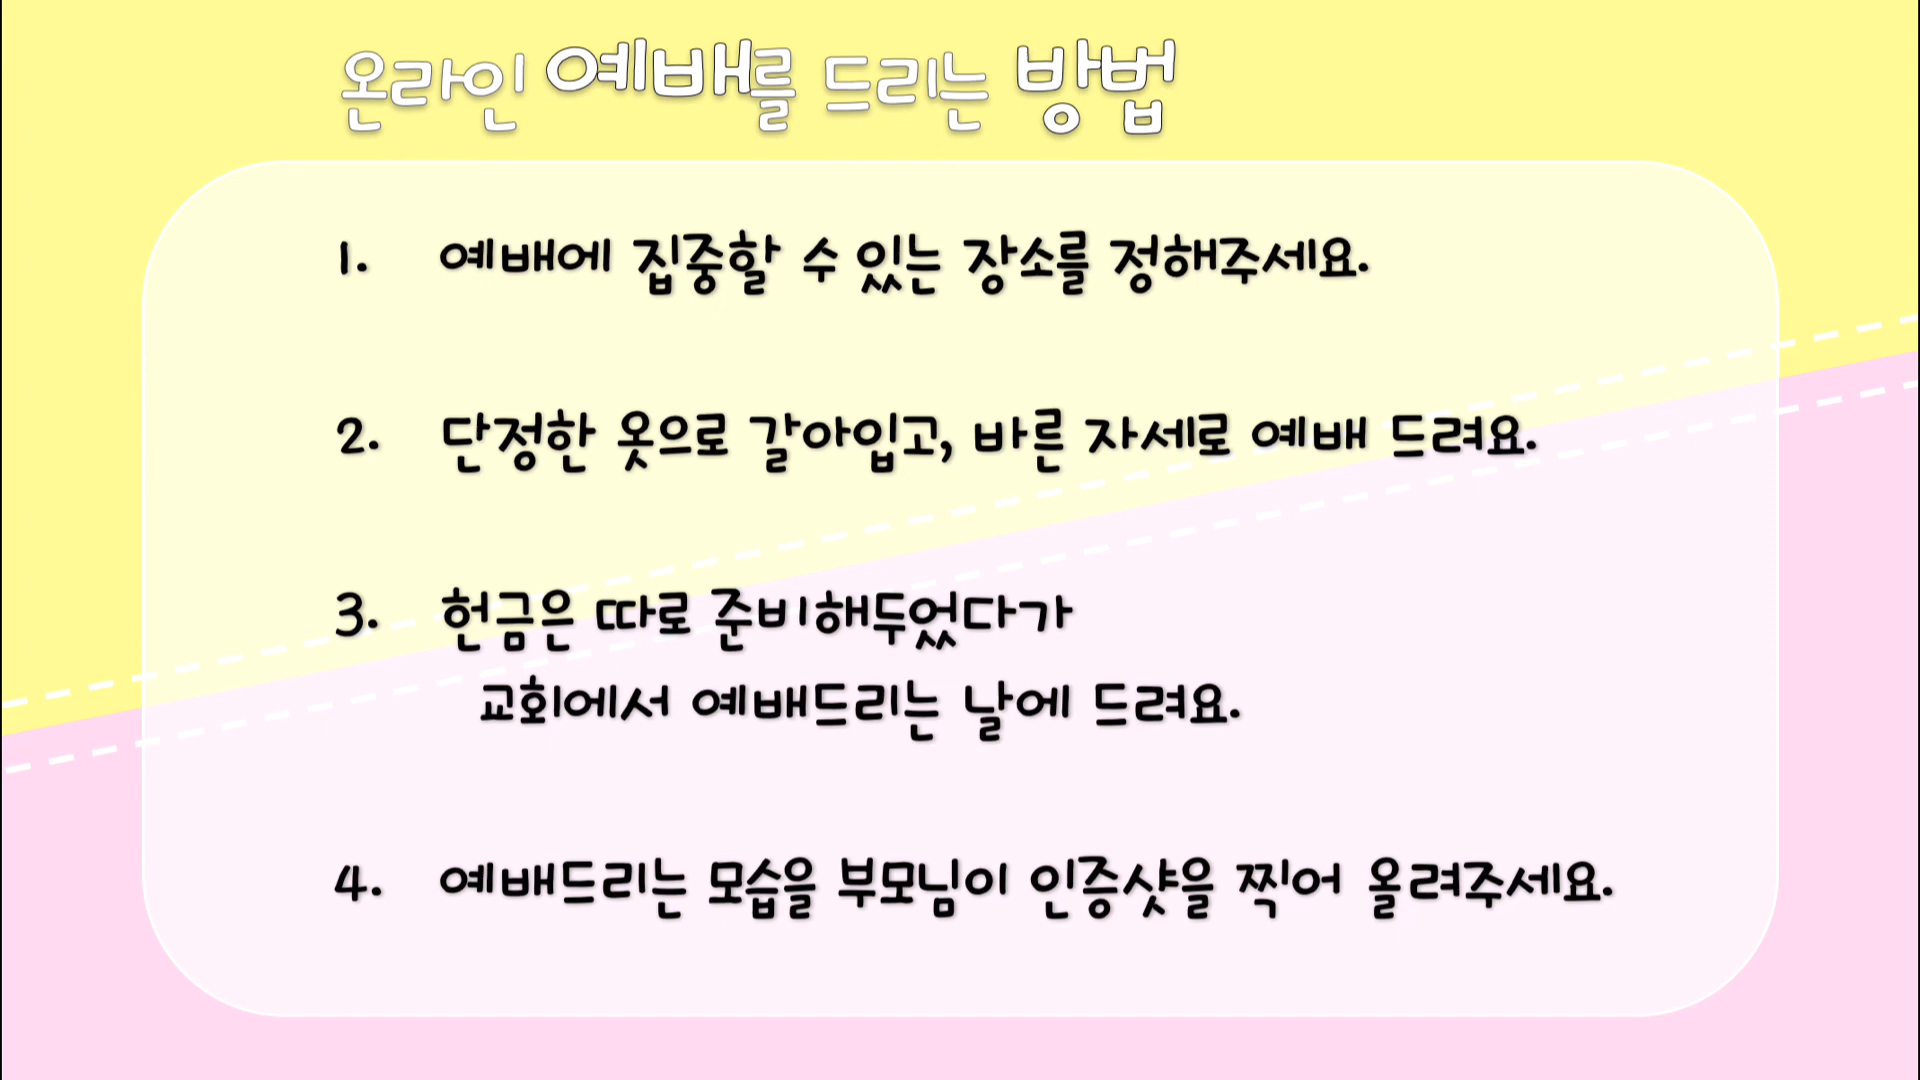 온라인 예배를 드리는 방법
1. 예배에 집중할 수 있는 장소를 정해주세요.
2. 단정한 옷으로 갈아입고, 바른 자세로 예배 드려요.
3. 헌금은 따로 준비해두었다가
교회에서 예배드리는 날에 드려요.
4. 예배드리는 모습을 부모님이 인증샷을 찍어 올려주세요.